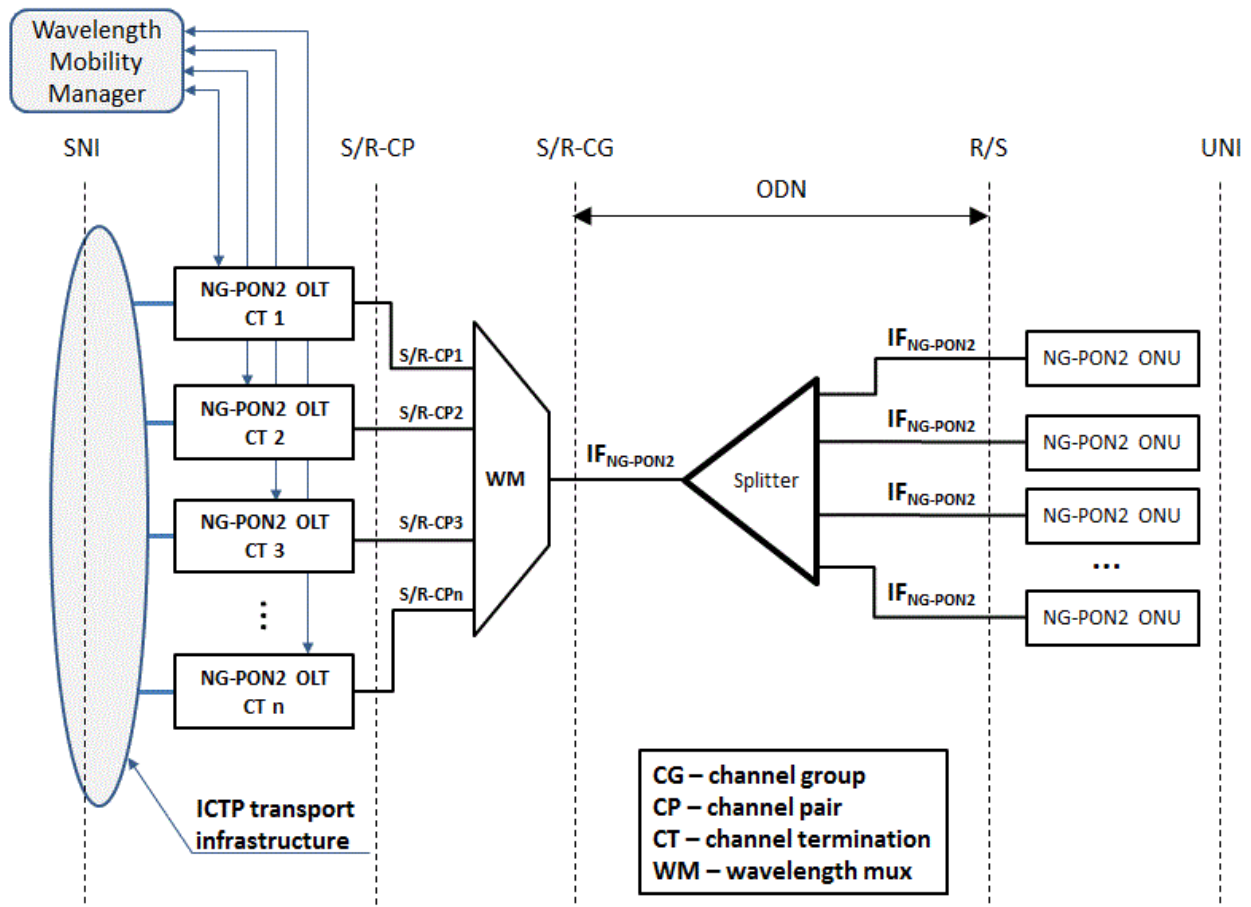 Wavelength
Mobility
Manager
SNI
S/R-CP
S/R-CG
R/S
UNI
ODN
NG-PON2 OLT
CT 1
S/R-CP1
NG-PON2 OLT
CT 2
S/R-CP2
NG-PON2 OLT
CT 3
S/R-CP3
...
S/R-CPn
NG-PON2 OLT
CT n
WM
IFNG-PON2
Splitter
IFNG-PON2
NG-PON2 ONU
IFNG-PON2
NG-PON2 ONU
IFNG-PON2
NG-PON2 ONU
...
IFNG-PON2
NG-PON2 ONU
ICTP transport
infrastructure
CG – channel group
CP – channel pair
CT – channel termination
WM – wavelength mux